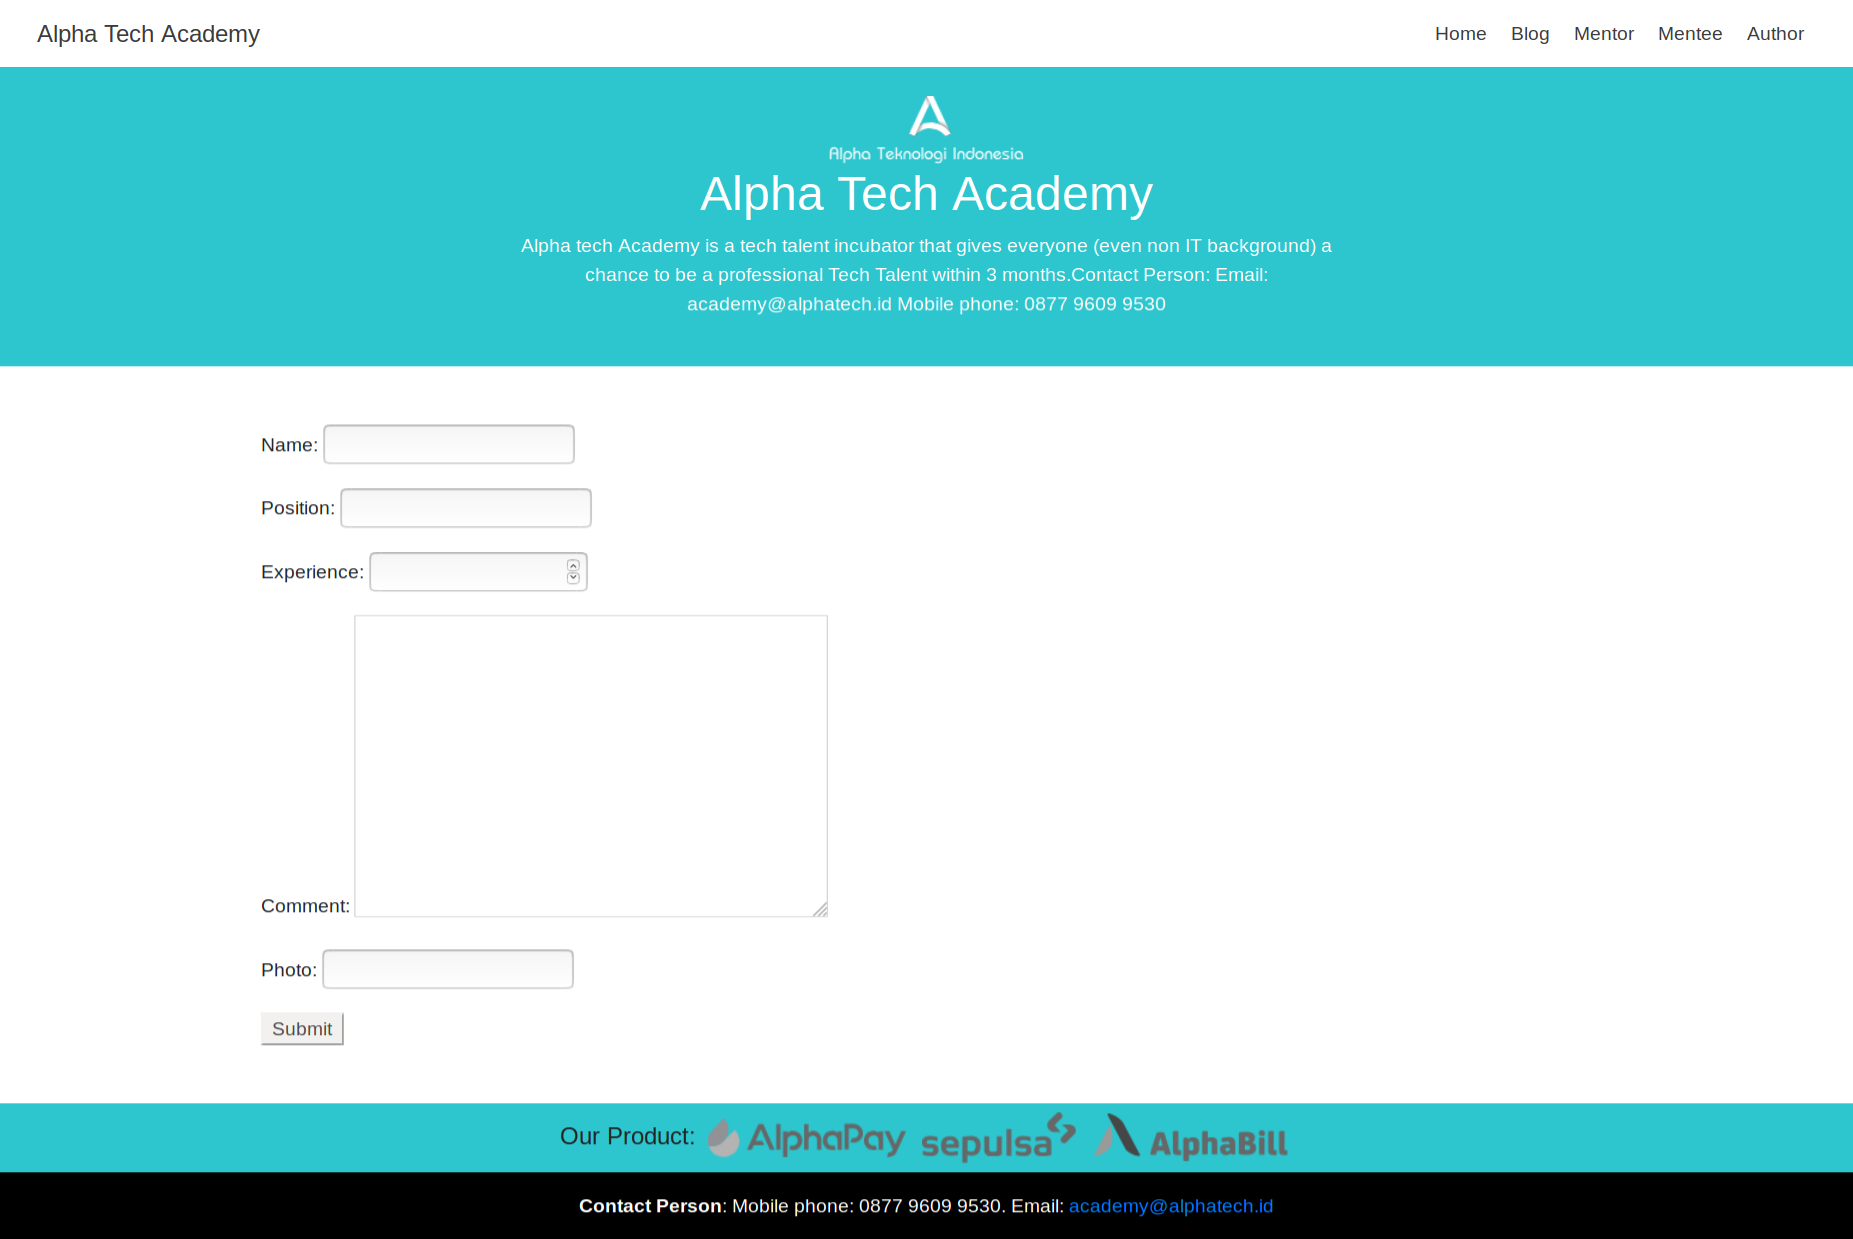 Alpha Tech Academy
Home Blog Mentor Mentee Author
Alpha Teknologi Indonesia
Alpha Tech Academy
Alpha tech Academy is a tech talent incubator that gives everyone (even non IT background) a
chance to be a professional Tech Talent within 3 months.Contact Person: Email:
academy@alphatech.id Mobile phone: 0877 9609 9530
Name:
Position:
Experience:
Comment:
Photo:
Submit
Our Product: AlphaPay sepulsa AlphaBill
Contact Person: Mobile phone: 0877 9609 9530. Email: academy@alphatech.id